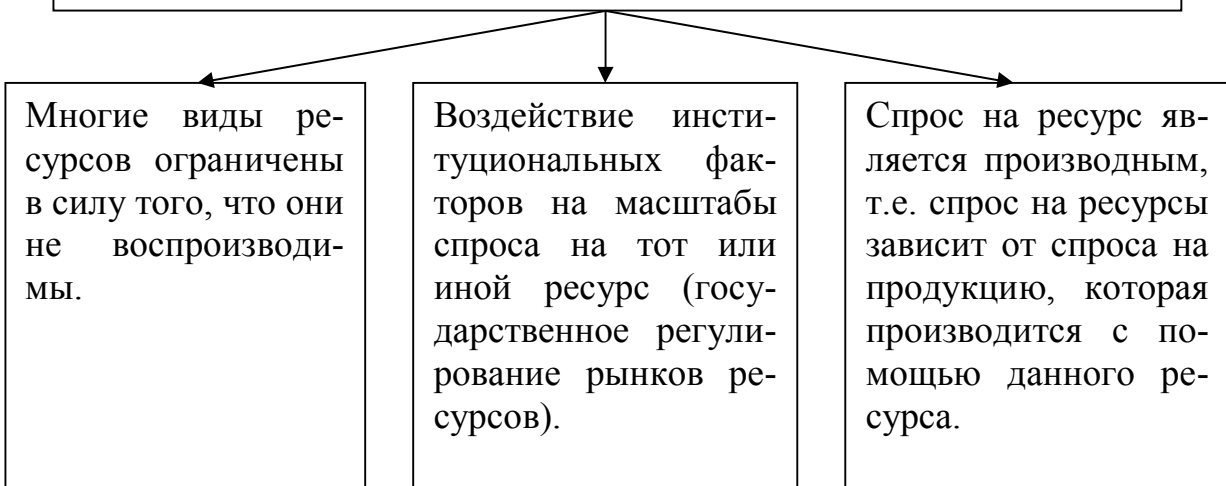 Многие виды ре-
сурсов ограничены
в силу того, что они
не воспроизводи-
мы.
Воздействие инсти-
туциональных фак-
торов на масштабы
спроса на тот или
иной ресурс (госу-
дарственное регули-
рование рынков ре-
сурсов).
Спрос на ресурс яв-
ляется производным,
т.е. спрос на ресурсы
зависит от спроса на
продукцию, которая
производится с по-
мощью данного ре-
сурса.